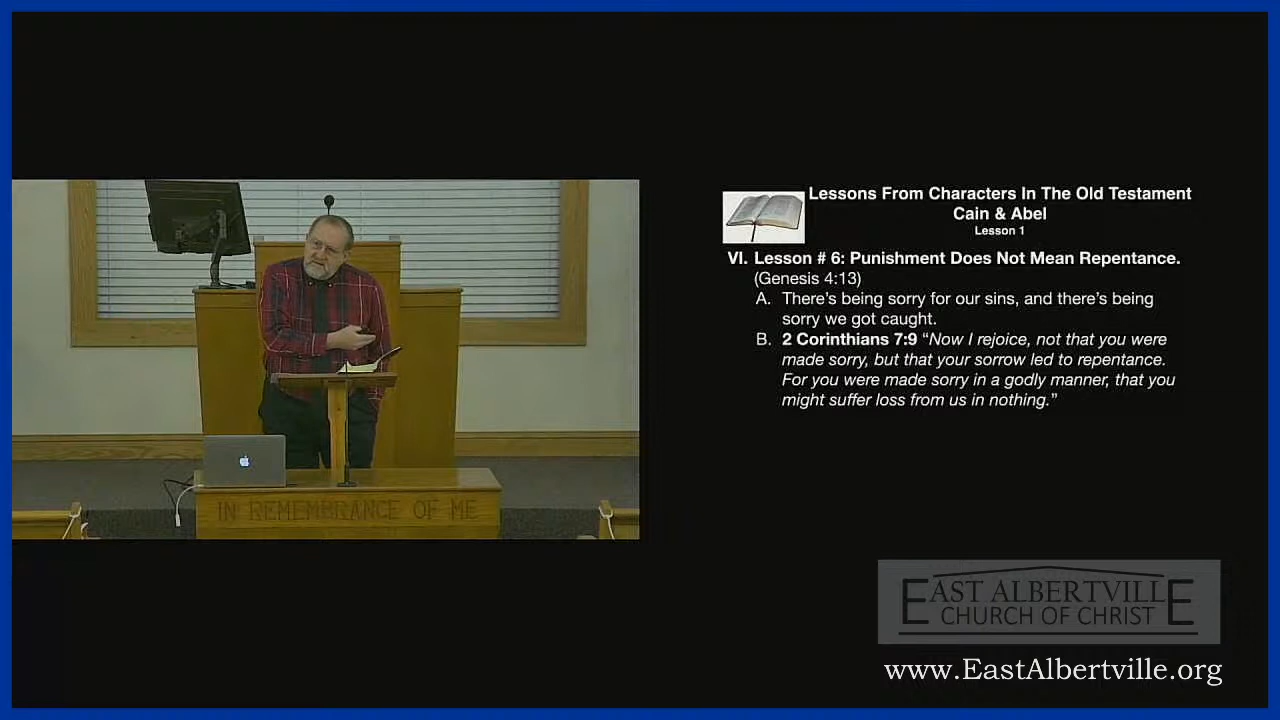 Lessons From Characters In The Old Testament
Cain & Abel
Lesson 1
VI. Lesson # 6: Punishment Does Not Mean Repentance.
(Genesis 4:13)
A. There's being sorry for our sins, and there's being
sorry we got caught.
B. 2 Corinthians 7:9 “Now I rejoice, not that you were
made sorry, but that your sorrow led to repentance.
For you were made sorry in a godly manner, that you
might suffer loss from us in nothing.”
IN REMEMBRANCE OF ME
EAST ALBERTVILLE
CHURCH OF CHRIST
www.EastAlbertville.org